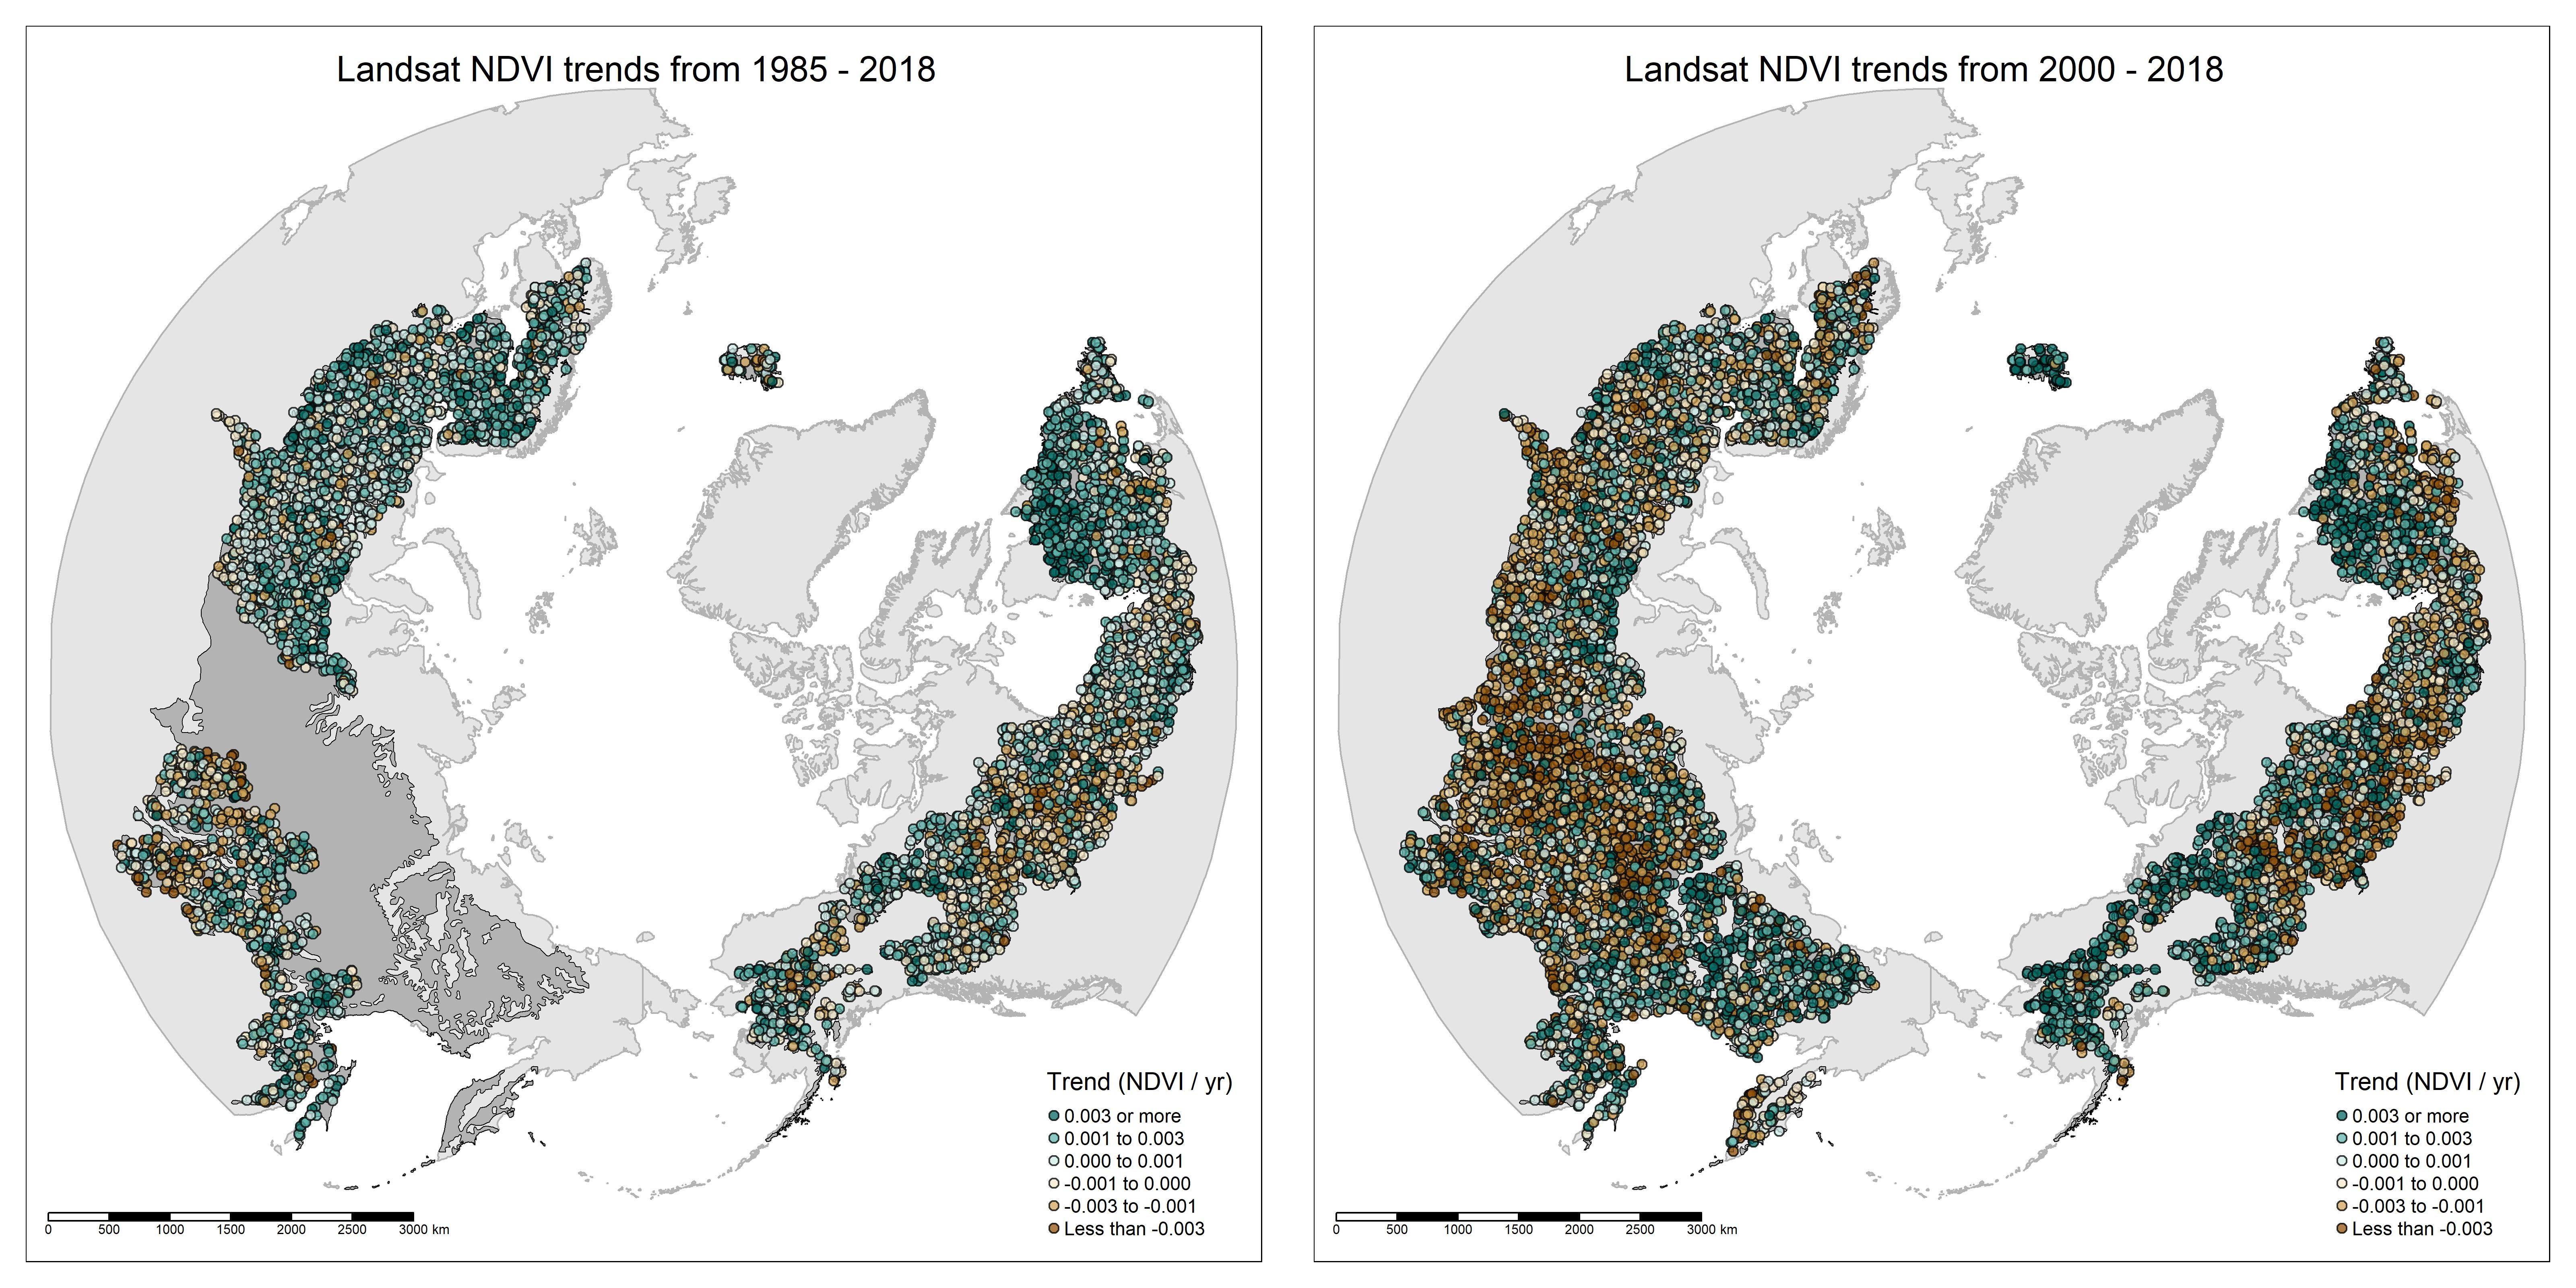 Landsat NDVI trends from 1985 - 2018
Trend (NDVI / yr)
0.003 or more
0.001 to 0.003
0.000 to 0.001
-0.001 to 0.000
-0.003 to -0.001
Less than -0.003
0 500 1000 1500 2000 2500 3000 km
Landsat NDVI trends from 2000 - 2018
Trend (NDVI / yr)
0.003 or more
0.001 to 0.003
0.000 to 0.001
-0.001 to 0.000
-0.003 to -0.001
Less than -0.003
0 500 1000 1500 2000 2500 3000 km